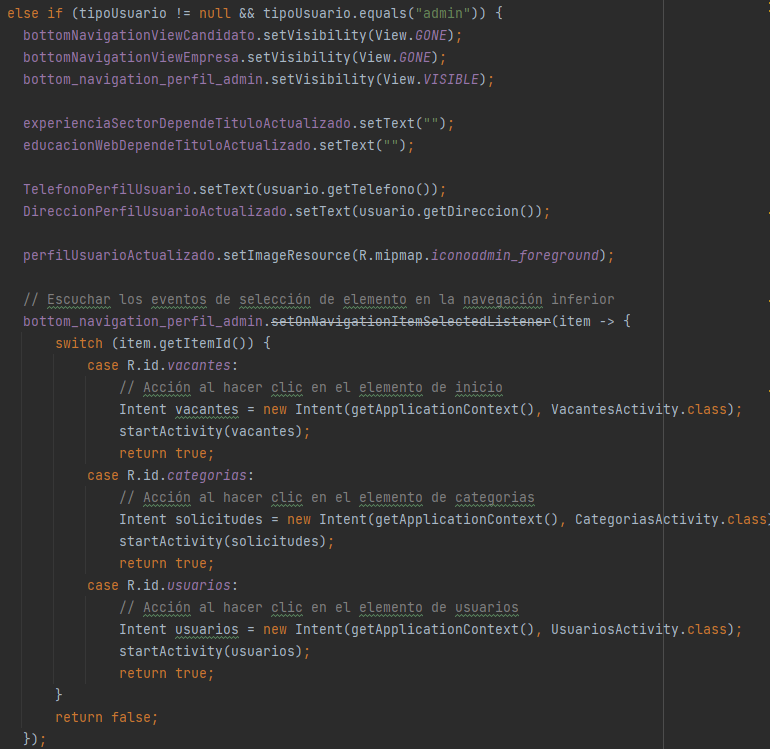 else if (tipoUsuario != null && tipoUsuario.equals("admin")) {
bottomNavigationViewCandidato.setVisibility(View.GONE);
bottomNavigationViewEmpresa.setVisibility(View.GONE);
bottom_navigation_perfil_admin.setVisibility(View.VISIBLE);
experienciaSectorDependeTituloActualizado.setText("");
educacionWebDependeTituloActualizado.setText("");
TelefonoPerfilUsuario.setText(usuario.getTelefono());
DireccionPerfilUsuarioActualizado.setText(usuario.getDireccion());
perfilUsuarioActualizado.setImageResource(R.mipmap.iconoadmin_foreground);
// Escuchar los eventos de selección de elemento en la navegación inferior
bottom_navigation_perfil_admin.setOnNavigationItemSelectedListener(item -> {
switch (item.getItemId()) {
case R.id.vacantes:
// Acción al hacer clic en el elemento de inicio
Intent vacantes = new Intent(getApplicationContext(), VacantesActivity.class);
startActivity(vacantes);
return true;
case R.id.categorias:
// Acción al hacer clic en el elemento de categorias
Intent solicitudes = new Intent(getApplicationContext(), CategoriasActivity.class)
startActivity(solicitudes);
return true;
case R.id.usuarios:
// Acción al hacer clic en el elemento de usuarios
Intent usuarios = new Intent(getApplicationContext(), UsuariosActivity.class);
startActivity(usuarios);
return true;
}
return false;
});